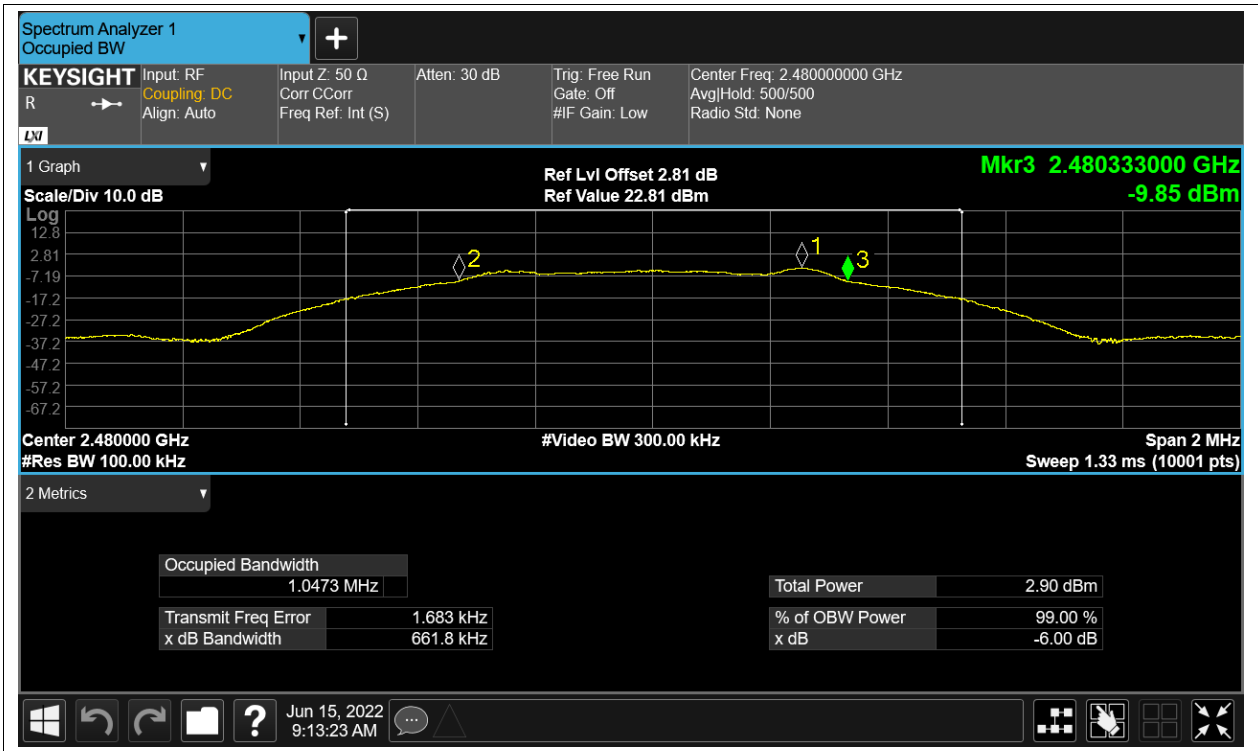 Spectrum Analyzer 1
Occupied BW
+
KEYSIGHT Input: RF Input Z: 50 Ω Atten: 30 dB Trig: Free Run Center Freq: 2.480000000 GHz
R Coupling: DC Corr CCorr Gate: Off Avg|Hold: 500/500
Align: Auto Freq Ref: Int (S) #IF Gain: Low Radio Std: None
LXI
1 Graph
Ref Lvl Offset 2.81 dB Mkr3 2.480333000 GHz
Scale/Div 10.0 dB Ref Value 22.81 dBm -9.85 dBm
Log
12.8
2.81
-7.19
-17.2
-27.2
-37.2
-47.2
-57.2
-67.2
2
1
3
Center 2.480000 GHz #Video BW 300.00 kHz Span 2 MHz
#Res BW 100.00 kHz Sweep 1.33 ms (10001 pts)
2 Metrics
Occupied Bandwidth
1.0473 MHz
Total Power 2.90 dBm
Transmit Freq Error 1.683 kHz % of OBW Power 99.00 %
x dB Bandwidth 661.8 kHz x dB -6.00 dB
?
Jun 15, 2022
9:13:23 AM